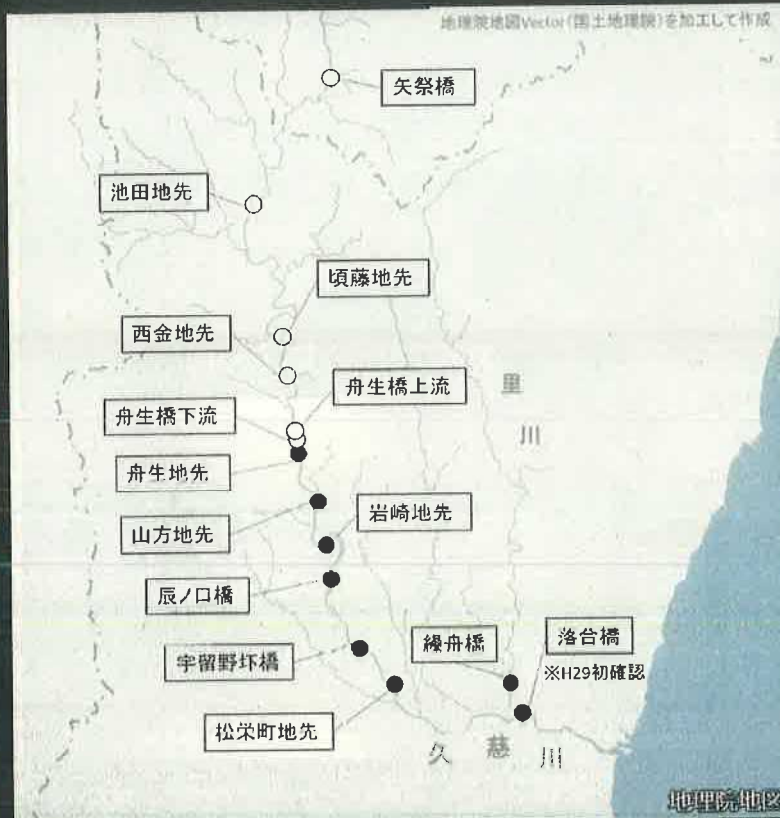 地理院地図Vector(国土地理院)を加工して作成
矢祭橋
池田地先
頃藤地先
西金地先
舟生橋上流
里
川
舟生橋下流
舟生地先
岩崎地先
山方地先
辰ノ口橋
繰舟橋
落合橋
※H29初確認
宇留野圷橋
松栄町地先
久 慈 川
地理院地図